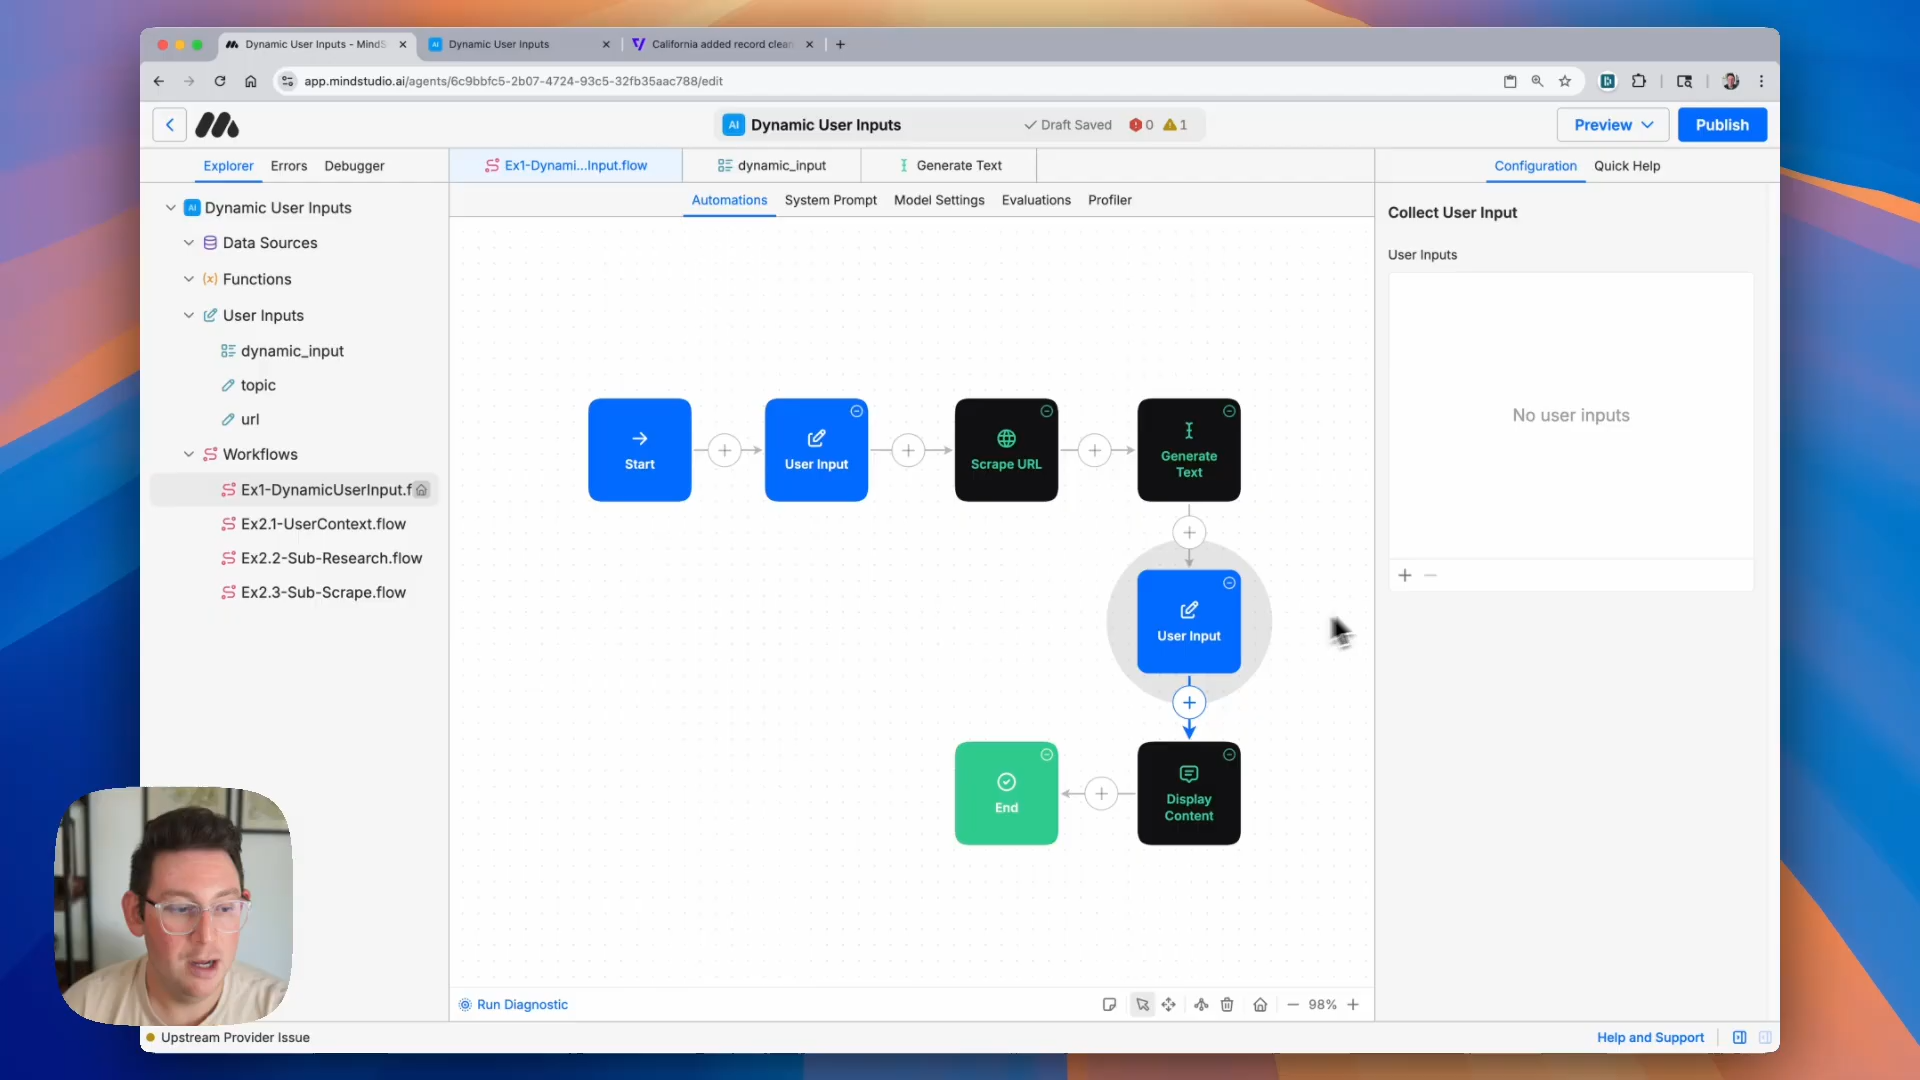 Dynamic User Inputs - MindS
Dynamic User Inputs
California added record clean
app.mindstudio.ai/agents/6c9bbfc5-2b07-4724-93c5-32fb35aac788/edit
AI Dynamic User Inputs
Draft Saved
0
1
Preview
Publish
Explorer
Errors
Debugger
Ex1-Dynami...Input.flow
dynamic_input
Generate Text
Configuration
Quick Help
Automations
System Prompt
Model Settings
Evaluations
Profiler
AI Dynamic User Inputs
Data Sources
(x) Functions
User Inputs
dynamic_input
topic
url
Workflows
Ex1-DynamicUserInput.f
Ex2.1-UserContext.flow
Ex2.2-Sub-Research.flow
Ex2.3-Sub-Scrape.flow
Start
User Input
Scrape URL
Generate
Text
User Input
Display
Content
End
Collect User Input
User Inputs
No user inputs
Run Diagnostic
98%
Upstream Provider Issue
Help and Support